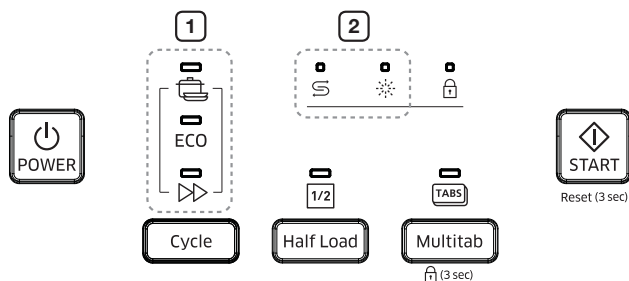 1
2
ECO
POWER
START
1/2
TABS
Reset (3 sec)
Cycle
Half Load
Multitab
(3 sec)